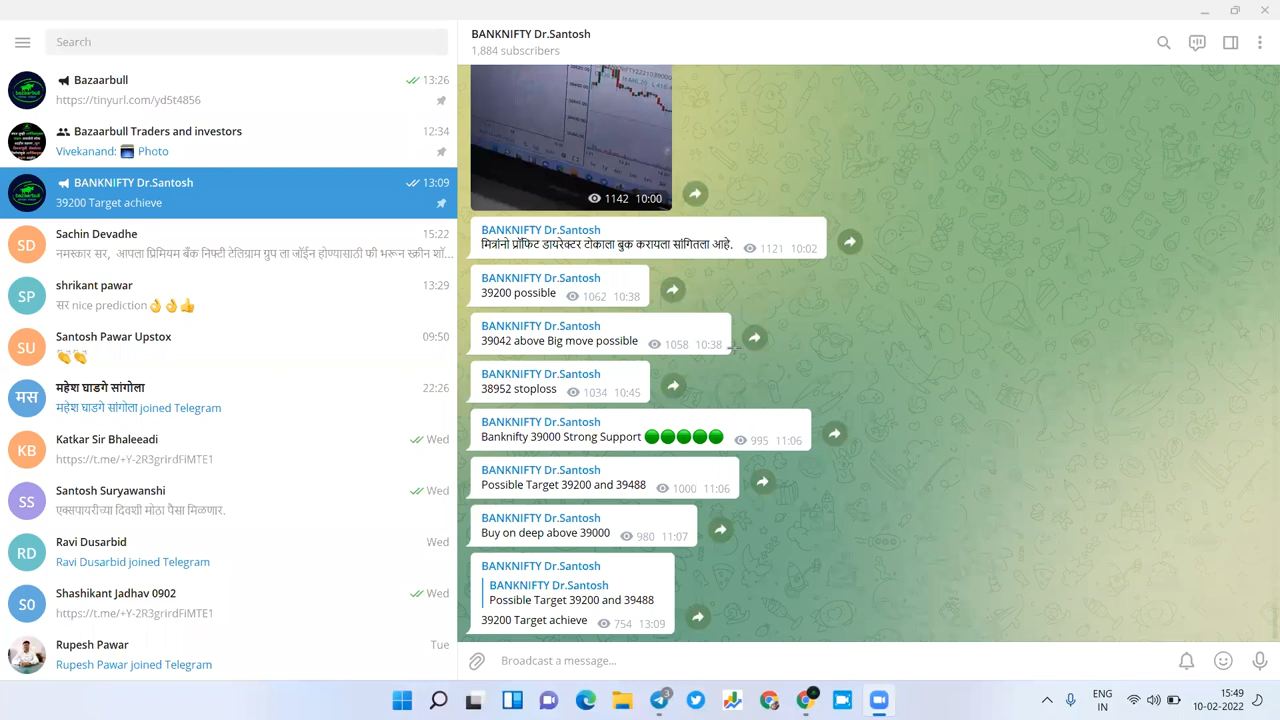 Search
Bazaarbull
13:26
https://tinyurl.com/yd5t4856
Bazaarbull Traders and investors
12:34
Vivekanand: Photo
BANKNIFTY Dr.Santosh
13:09
39200 Target achieve
SD
Sachin Devadhe
15:22
नमस्कार सर, आपला प्रिमियम बँक निफ्टी टेलिग्राम ग्रुप ला जॉईन होण्यासाठी फी भरून स्क्रीन शॉ...
SP
shrikant pawar
13:29
सर nice prediction👌👌👍
SU
Santosh Pawar Upstox
09:50
👏👏
मस
महेश घाडगे सांगोला
22:26
महेश घाडगे सांगोला joined Telegram
KB
Katkar Sir Bhaleeadi
Wed
https://t.me/+Y-2R3grirdFiMTE1
SS
Santosh Suryawanshi
Wed
एक्सपायरीच्या दिवशी मोठा पैसा मिळणार.
RD
Ravi Dusarbid
Wed
Ravi Dusarbid joined Telegram
S0
Shashikant Jadhav 0902
Wed
https://t.me/+Y-2R3grirdFiMTE1
Rupesh Pawar
Tue
Rupesh Pawar joined Telegram
BANKNIFTY Dr.Santosh
1,884 subscribers
1142 10:00
BANKNIFTY Dr.Santosh
मित्रांनो प्रॉफिट डायरेक्टर टोकाला बुक करायला सांगितला आहे. 1121 10:02
BANKNIFTY Dr.Santosh
39200 possible 1062 10:38
BANKNIFTY Dr.Santosh
39042 above Big move possible 1058 10:38
BANKNIFTY Dr.Santosh
38952 stoploss 1034 10:45
BANKNIFTY Dr.Santosh
Banknifty 39000 Strong Support 🟢🟢🟢🟢🟢 995 11:06
BANKNIFTY Dr.Santosh
Possible Target 39200 and 39488 1000 11:06
BANKNIFTY Dr.Santosh
Buy on deep above 39000 980 11:07
BANKNIFTY Dr.Santosh
BANKNIFTY Dr.Santosh
Possible Target 39200 and 39488
39200 Target achieve 754 13:09
Broadcast a message...
3
ENG
IN
15:49
10-02-2022